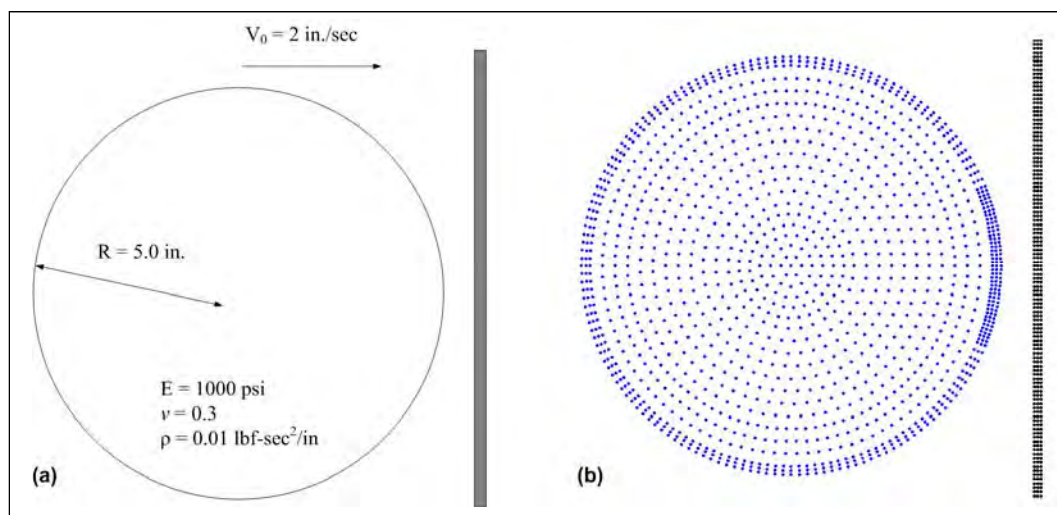 V₀ = 2 in./sec
R = 5.0 in.
E = 1000 psi
ν = 0.3
ρ = 0.01 lbf-sec²/in
(a)
(b)